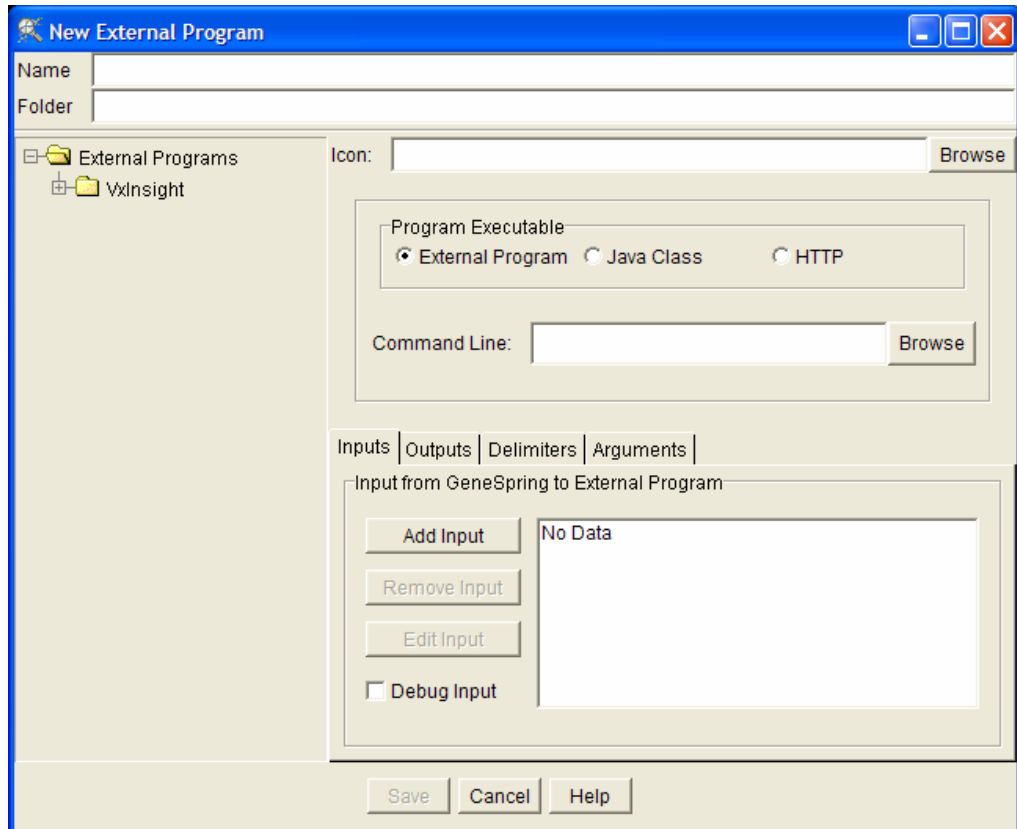 New External Program
Name
Folder
External Programs
VxInsight
Icon:
Browse
Program Executable
External Program
Java Class
HTTP
Command Line:
Browse
Inputs
Outputs
Delimiters
Arguments
Input from GeneSpring to External Program
Add Input
No Data
Remove Input
Edit Input
Debug Input
Save
Cancel
Help